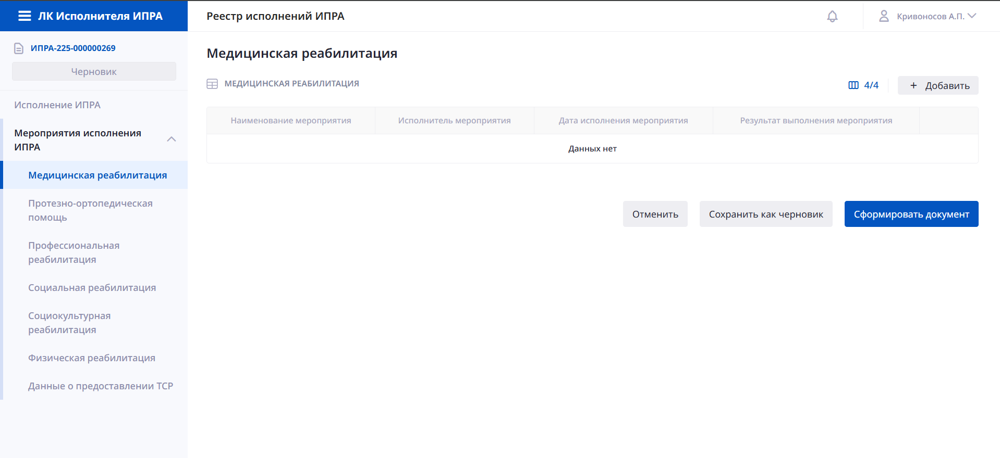 ЛК Исполнителя ИПРА
Реестр исполнений ИПРА
Кривоносов А.П.
ИПРА-225-000000269
Черновик
Исполнение ИПРА
Мероприятия исполнения
ИПРА
Медицинская реабилитация
Протезно-ортопедическая
помощь
Профессиональная
реабилитация
Социальная реабилитация
Социокультурная
реабилитация
Физическая реабилитация
Данные о предоставлении ТСР
Медицинская реабилитация
МЕДИЦИНСКАЯ РЕАБИЛИТАЦИЯ
4/4
+ Добавить
Наименование мероприятия
Исполнитель мероприятия
Дата исполнения мероприятия
Результат выполнения мероприятия
Данных нет
Отменить
Сохранить как черновик
Сформировать документ